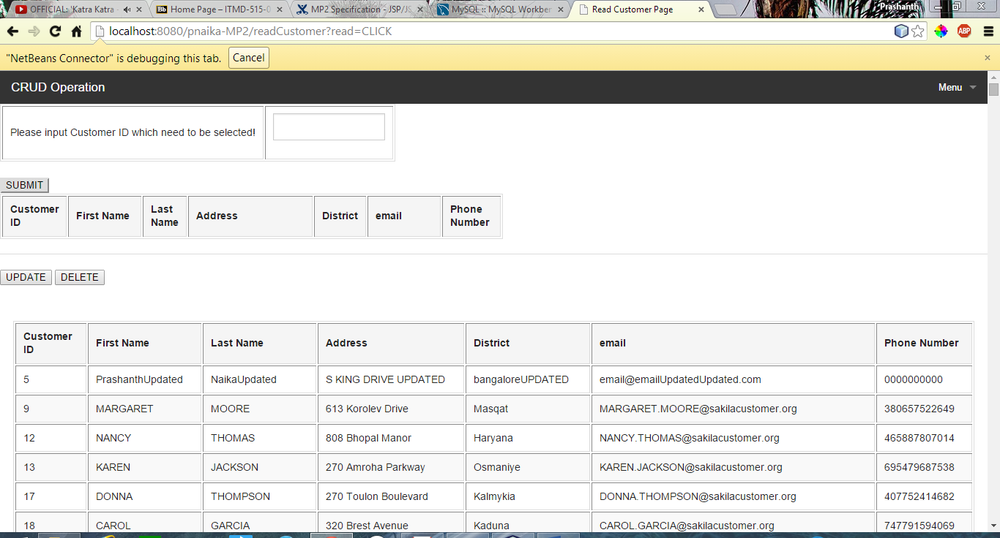 OFFICIAL: 'Katra Katra -
Bb Home Page – ITMD-515-0
MP2 Specification - JSP/JS
MySQL :: MySQL Workber
Read Customer Page
Prashanth
localhost:8080/pnaika-MP2/readCustomer?read=CLICK
ABP
"NetBeans Connector" is debugging this tab. Cancel
CRUD Operation Menu
Please input Customer ID which need to be selected!
SUBMIT
Customer ID First Name Last Name Address District email Phone Number
UPDATE DELETE
Customer ID First Name Last Name Address District email Phone Number
5 PrashanthUpdated NaikaUpdated S KING DRIVE UPDATED bangaloreUPDATED email@emailUpdatedUpdated.com 0000000000
9 MARGARET MOORE 613 Korolev Drive Masqat MARGARET.MOORE@sakilacustomer.org 380657522649
12 NANCY THOMAS 808 Bhopal Manor Haryana NANCY.THOMAS@sakilacustomer.org 465887807014
13 KAREN JACKSON 270 Amroha Parkway Osmaniye KAREN.JACKSON@sakilacustomer.org 695479687538
17 DONNA THOMPSON 270 Toulon Boulevard Kalmykia DONNA.THOMPSON@sakilacustomer.org 407752414682
18 CAROL GARCIA 320 Brest Avenue Kaduna CAROL.GARCIA@sakilacustomer.org 747791594069